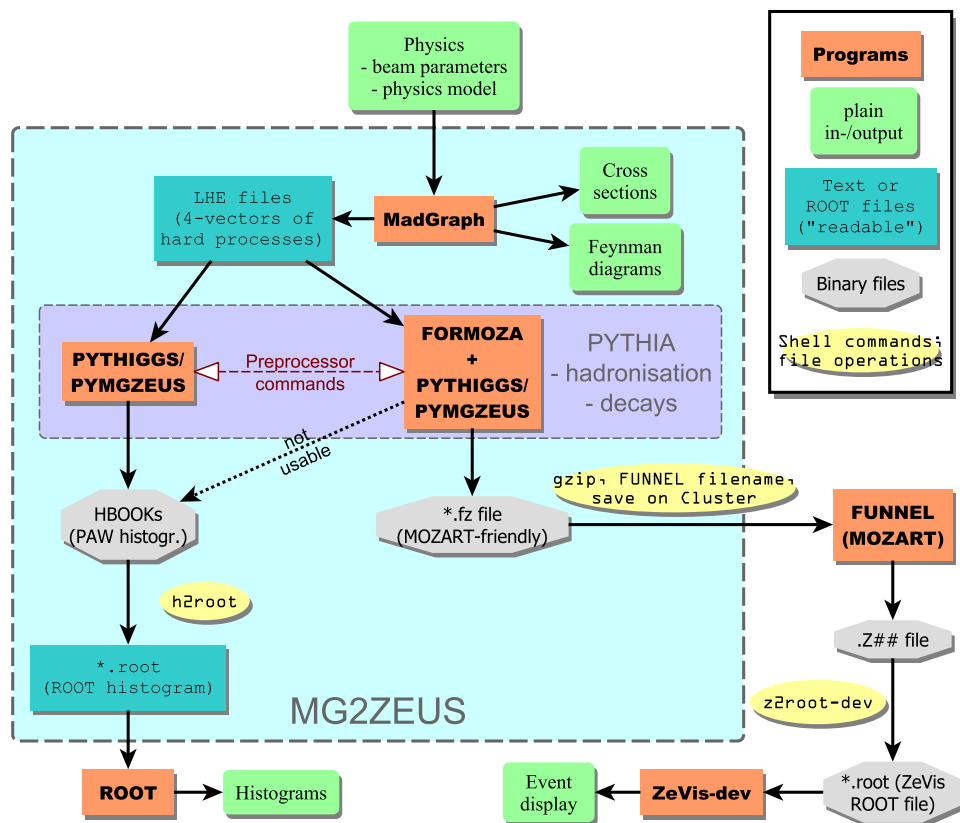 Physics
- beam parameters
- physics model
Programs
plain
in-/output
Text or
ROOT files
("readable")
Binary files
Shell commands,
file operations
Cross
sections
LHE files
(4-vectors of
hard processes)
MadGraph
Feynman
diagrams
PYTHIGGS/
PYMGZEUS
Preprocessor
commands
FORMOZA
+
PYTHIGGS/
PYMGZEUS
PYTHIA
- hadronisation
- decays
not
usable
HBOOKs
(PAW histogr.)
*.fz file
(MOZART-friendly)
gzip, FUNNEL filename,
save on Cluster
FUNNEL
(MOZART)
h2root
.Z## file
*.root
(ROOT histogram)
MG2ZEUS
z2root-dev
ROOT
Histograms
Event
display
ZeVis-dev
*.root (ZeVis
ROOT file)